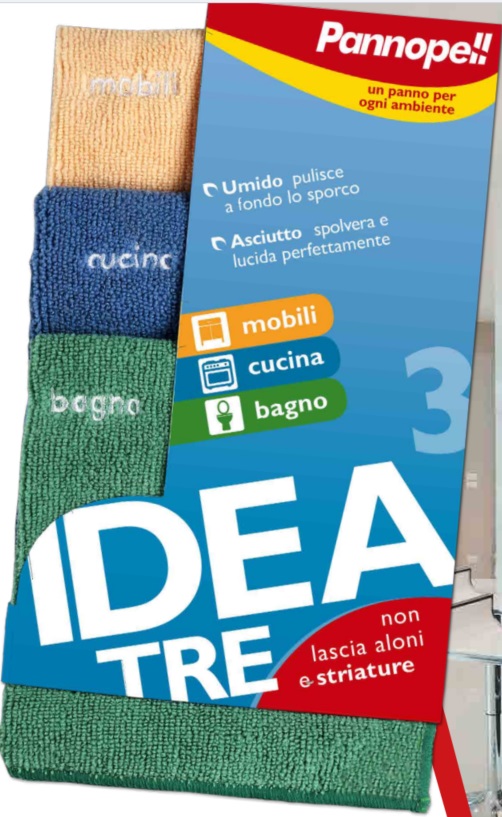 Pannopell
un panno per
ogni ambiente
mobili
Umido pulisce
a fondo lo sporco
cucina
Asciutto spolvera e
lucida perfettamente
mobili
cucina
bagno
bagno
3
IDEA
TRE
non
lascia aloni
e striature